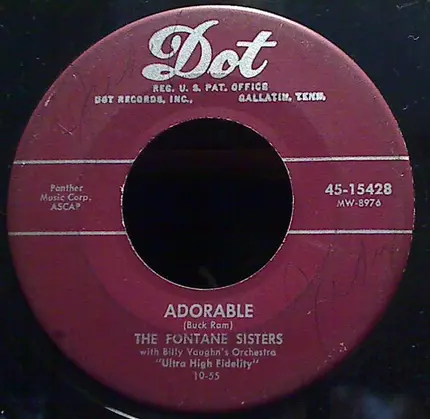 Dot
REG. U. S. PAT. OFFICE
DOT RECORDS, INC., GALLATIN, TENN.
Panther
Music Corp.
ASCAP
45-15428
MW-8976
ADORABLE
(Buck Ram)
THE FONTANE SISTERS
with Billy Vaughn's Orchestra
"Ultra High Fidelity"
10-55